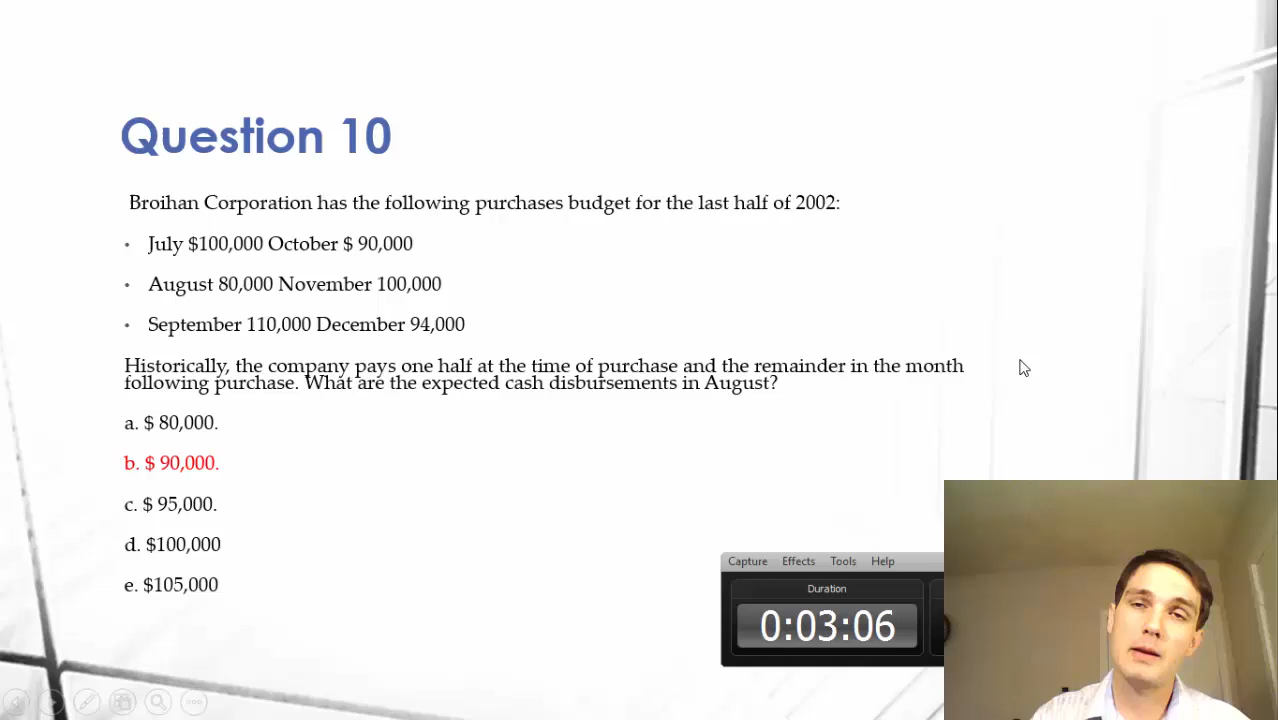 Question 10
Broihan Corporation has the following purchases budget for the last half of 2002:
• July $100,000 October $ 90,000
• August 80,000 November 100,000
• September 110,000 December 94,000
Historically, the company pays one half at the time of purchase and the remainder in the month
following purchase. What are the expected cash disbursements in August?
a. $ 80,000.
b. $ 90,000.
c. $ 95,000.
d. $100,000
e. $105,000
Capture Effects Tools Help
Duration
0:03:06